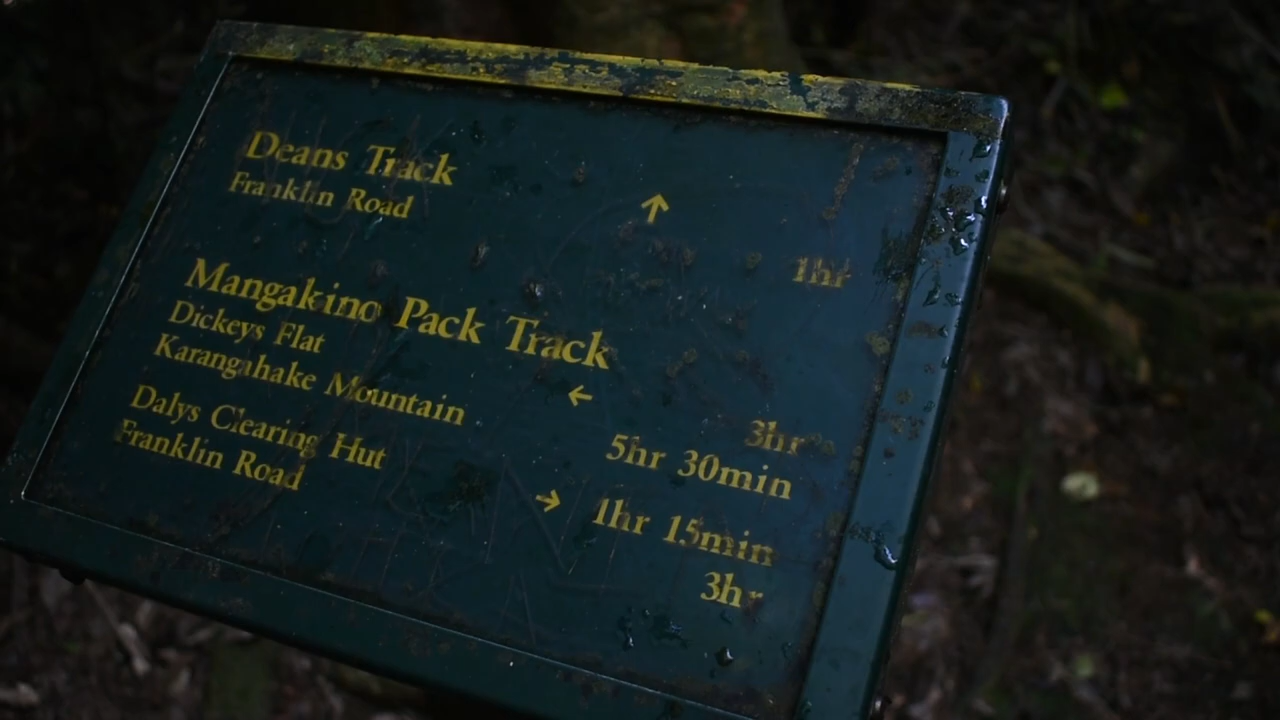 Deans Track
Franklin Road ↑ 1hr
Mangakino Pack Track
Dickeys Flat ← 3hr
Karangahake Mountain 5hr 30min
Dalys Clearing Hut → 1hr 15min
Franklin Road 3hr